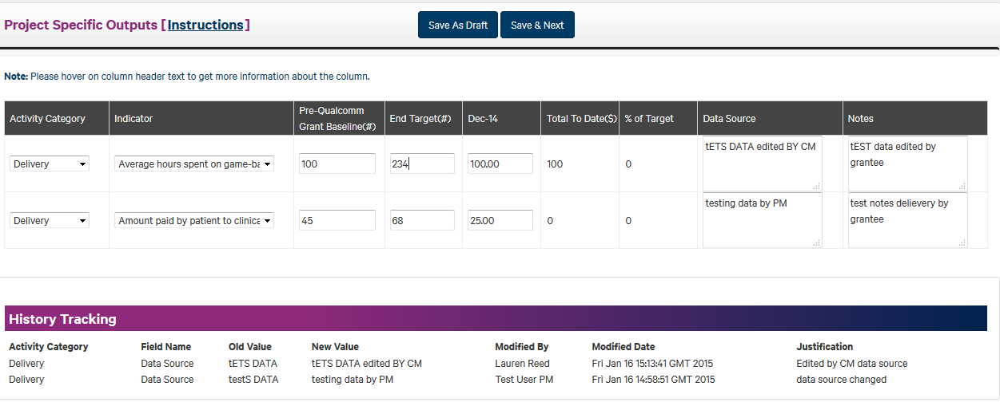 Project Specific Outputs [Instructions]
Save As Draft
Save & Next
Note: Please hover on column header text to get more information about the column.
Activity Category Indicator Pre-Qualcomm Grant Baseline(#) End Target(#) Dec-14 Total To Date($) % of Target Data Source Notes
Delivery Average hours spent on game-ba 100 234 100.00 100 0 tETS DATA edited BY CM tEST data edited by
grantee
Delivery Amount paid by patient to clinica 45 68 25.00 0 0 testing data by PM test notes delievery by
grantee
History Tracking
Activity Category Field Name Old Value New Value Modified By Modified Date Justification
Delivery Data Source tETS DATA tETS DATA edited BY CM Lauren Reed Fri Jan 16 15:13:41 GMT 2015 Edited by CM data source
Delivery Data Source testS DATA testing data by PM Test User PM Fri Jan 16 14:58:51 GMT 2015 data source changed